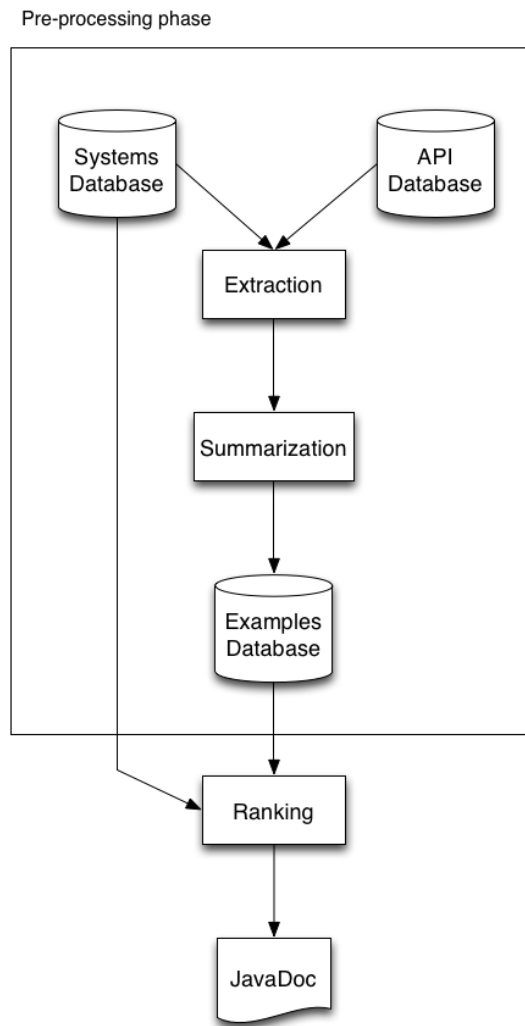 Pre-processing phase
Systems
Database
API
Database
Extraction
Summarization
Examples
Database
Ranking
JavaDoc